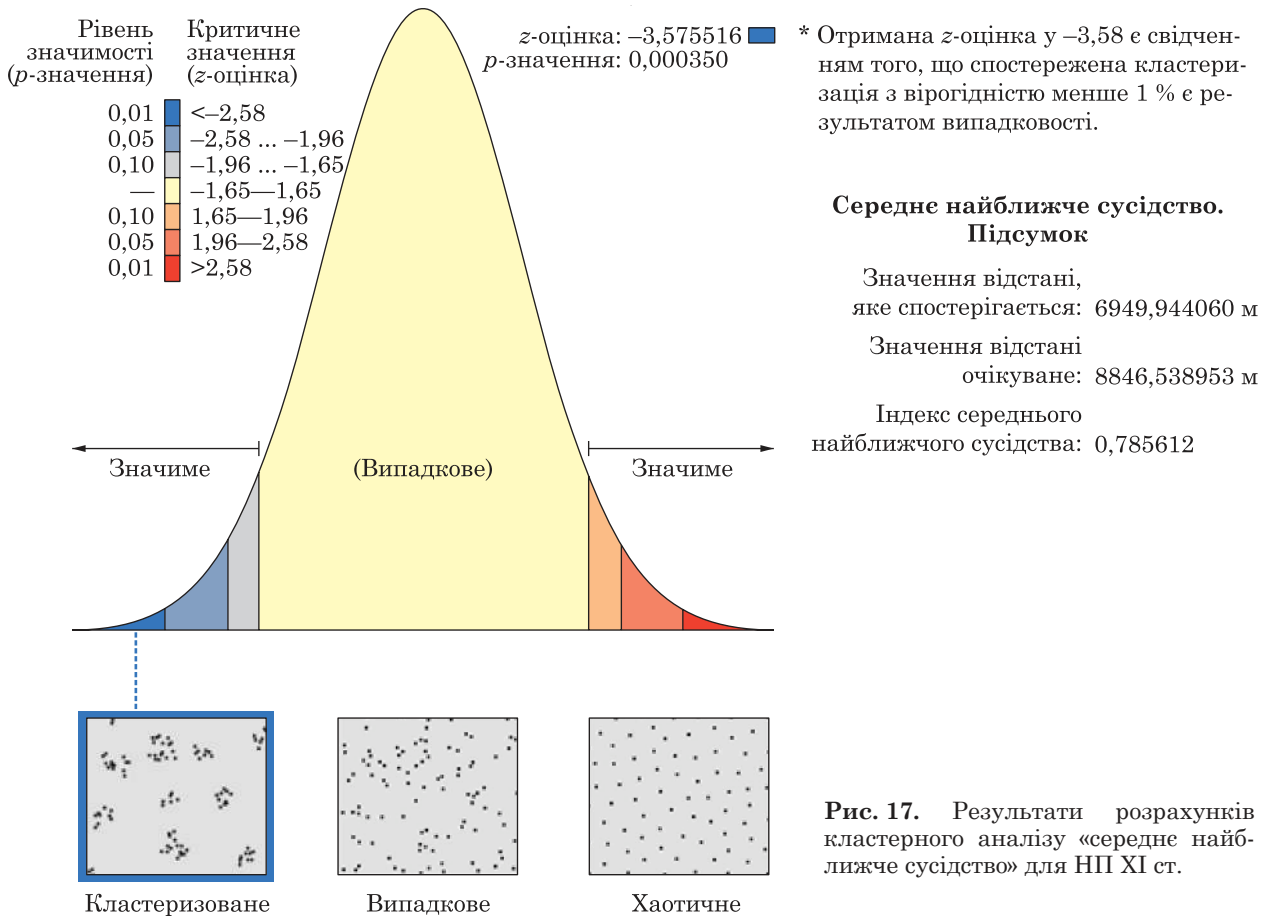 Рівень
значимості
(p-значення)
Критичне
значення
(z-оцінка)
0,01 <–2,58
0,05 –2,58 ... –1,96
0,10 –1,96 ... –1,65
— –1,65—1,65
0,10 1,65—1,96
0,05 1,96—2,58
0,01 >2,58
z-оцінка: –3,575516
p-значення: 0,000350
* Отримана z-оцінка у –3,58 є свідчен-
ням того, що спостережена кластери-
зація з вірогідністю менше 1 % є ре-
зультатом випадковості.
Середнє найближче сусідство.
Підсумок
Значення відстані,
яке спостерігається: 6949,944060 м
Значення відстані
очікуване: 8846,538953 м
Індекс середнього
найближчого сусідства: 0,785612
Значиме
(Випадкове)
Значиме
Кластеризоване
Випадкове
Хаотичне
Рис. 17. Результати розрахунків
кластерного аналізу «середнє найб-
ближче сусідство» для НП XI ст.